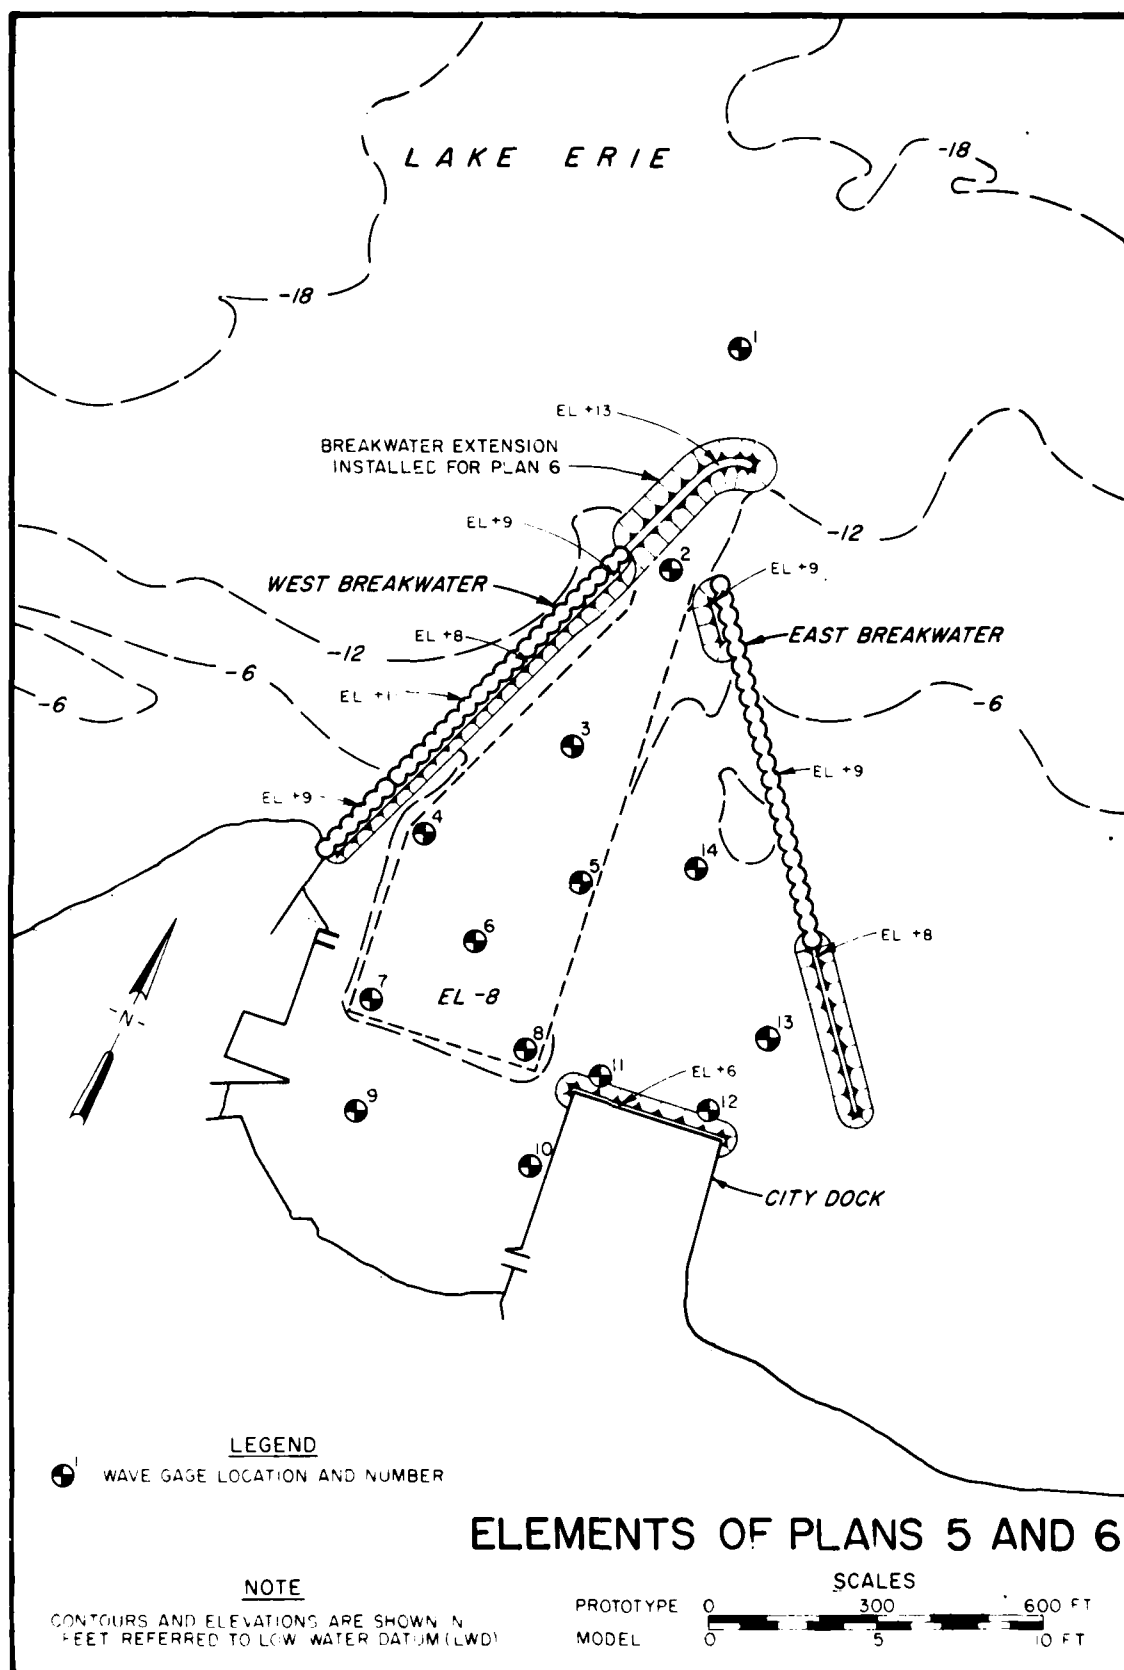 LAKE ERIE
-18
-18
1
EL +13
BREAKWATER EXTENSION
INSTALLED FOR PLAN 6
EL +9
-12
2
EL +9
WEST BREAKWATER
EAST BREAKWATER
EL +8
-12
-6
EL +1
-6
-6
3
EL +9
EL +9
4
14
5
6
EL +8
7
EL -8
-N-
8
13
11
EL +6
9
12
10
CITY DOCK
LEGEND
1
WAVE GAGE LOCATION AND NUMBER
ELEMENTS OF PLANS 5 AND 6
NOTE
CONTOURS AND ELEVATIONS ARE SHOWN IN
FEET REFERRED TO LOW WATER DATUM (LWD)
SCALES
PROTOTYPE 0 300 600 FT
MODEL 0 5 10 FT